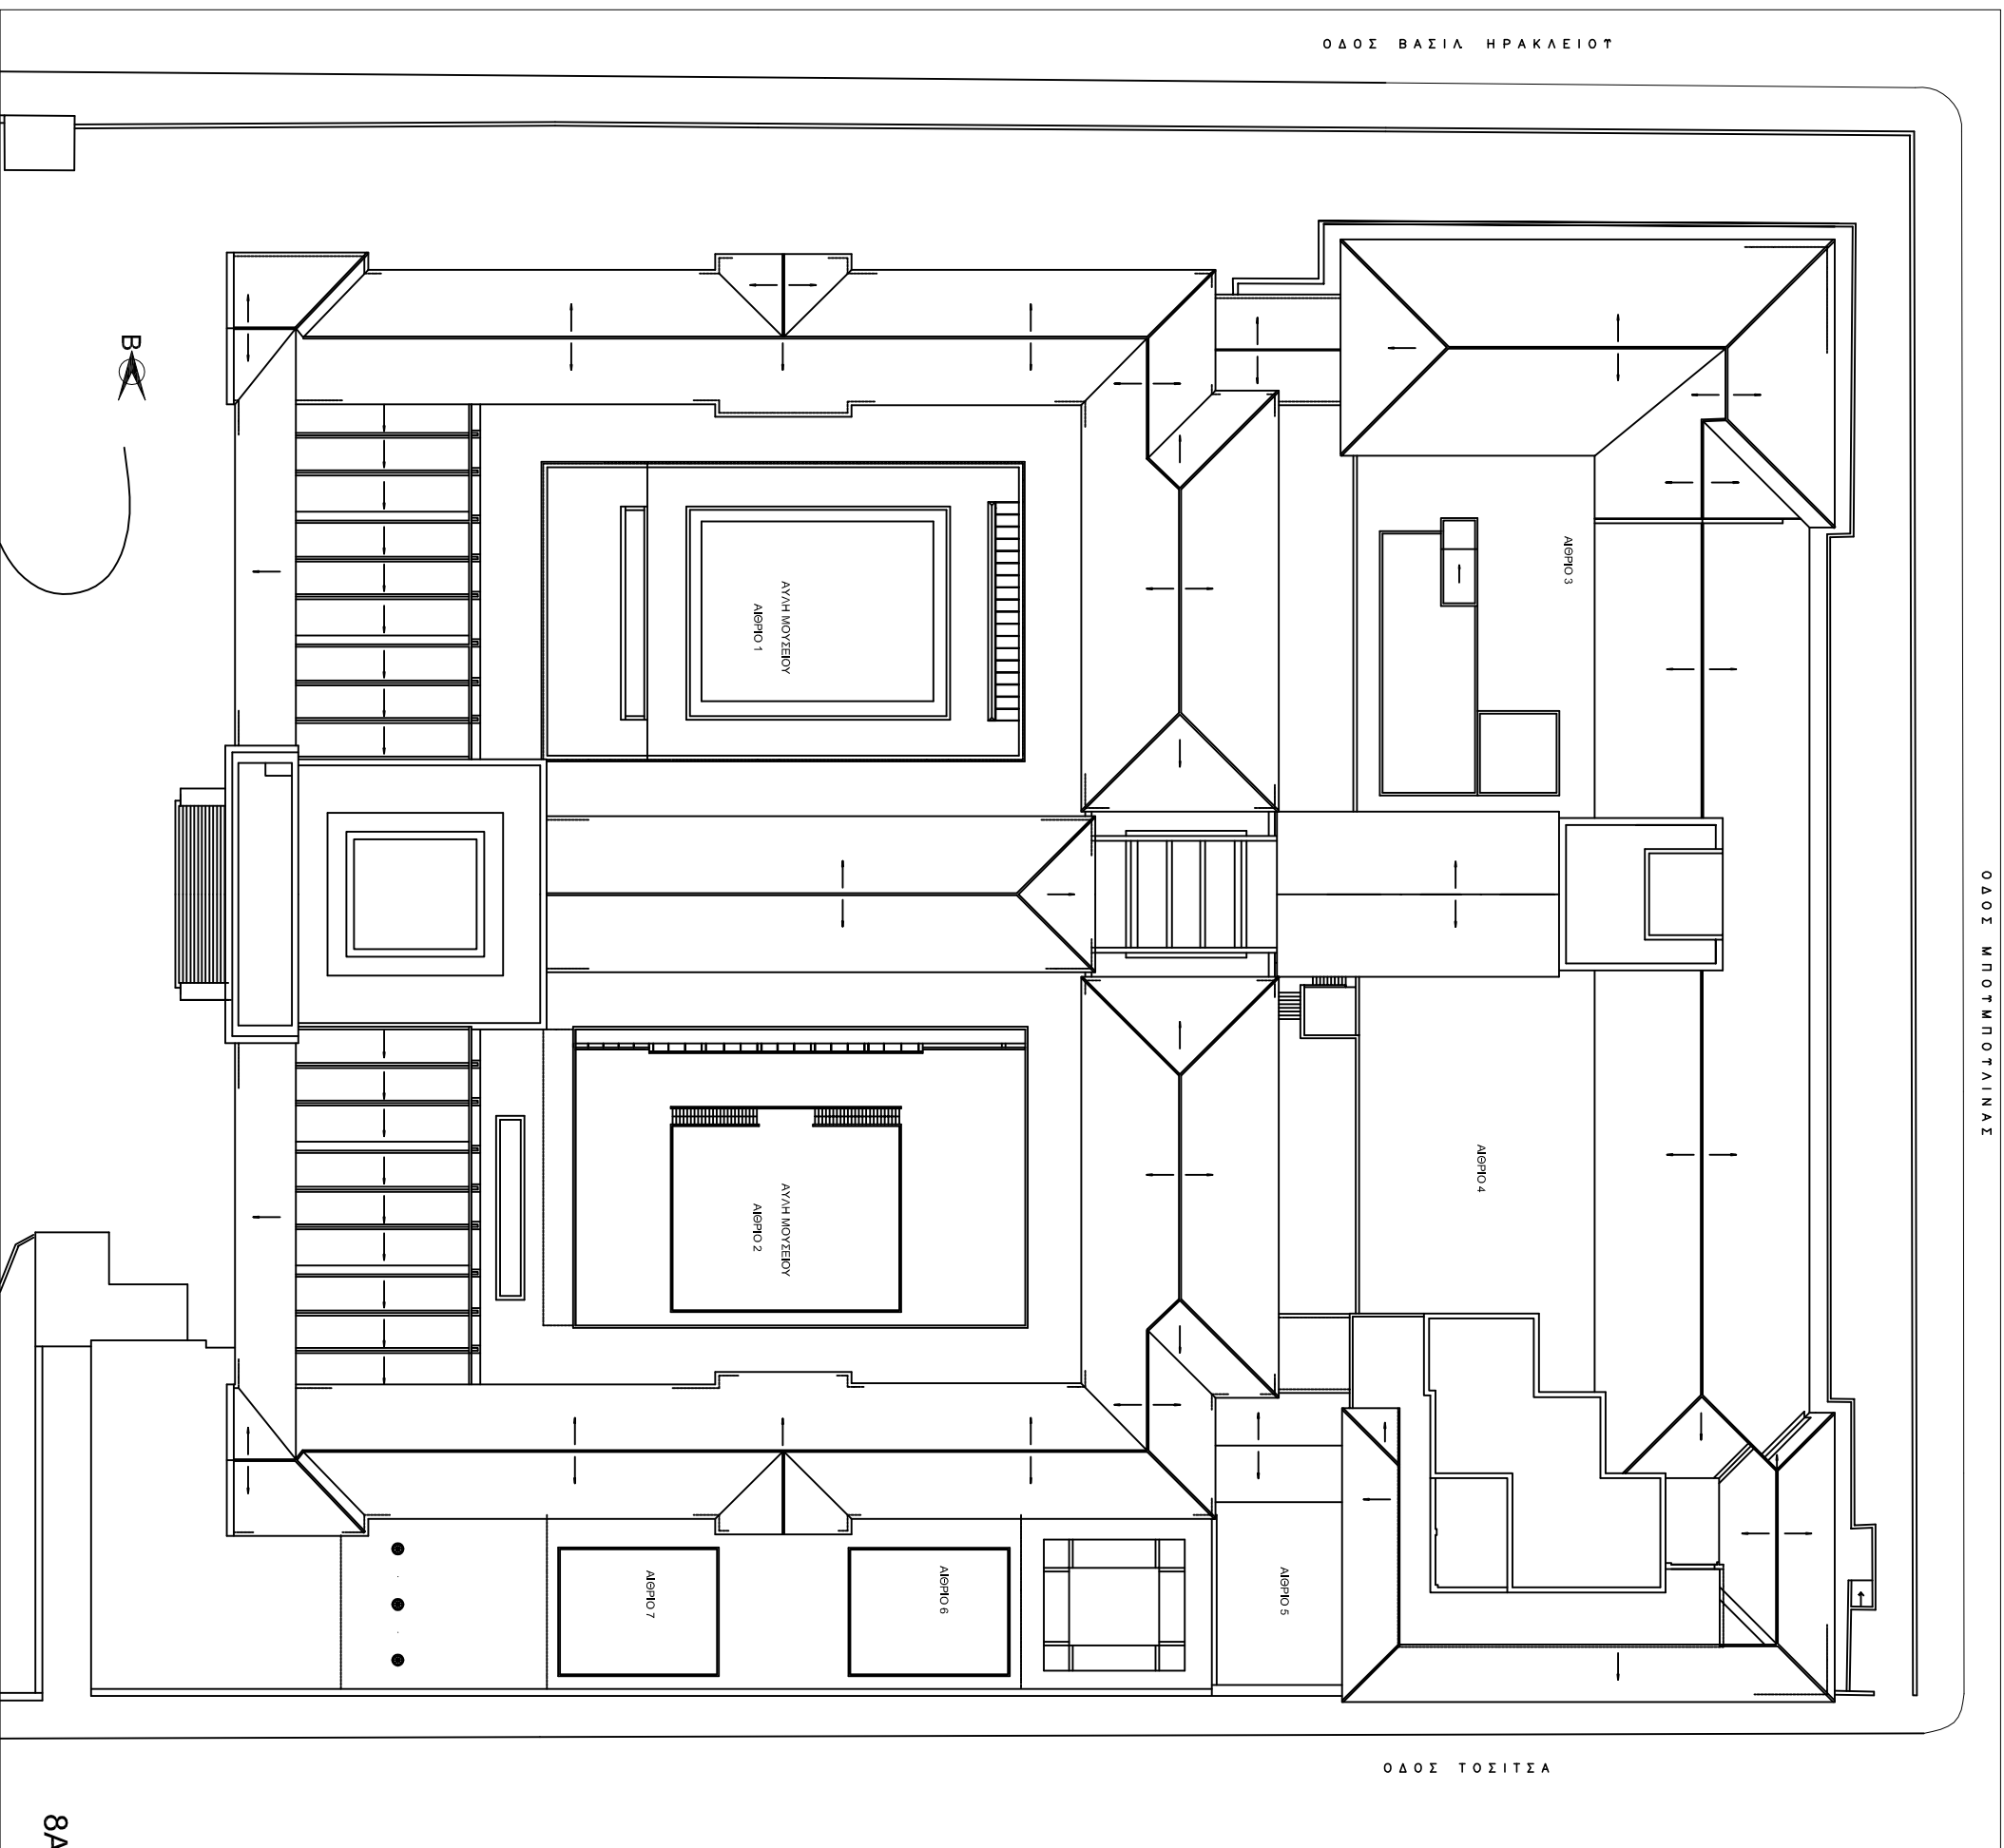 ΟΔΟΣ ΒΑΣΙΛ ΗΡΑΚΛΕΙΟΥ
Β
ΑΙΘΡΙΟ 3
ΑΥΛΗ ΜΟΥΣΕΙΟΥ
ΑΙΘΡΙΟ 1
ΟΔΟΣ ΜΠΟΥΜΠΟΥΛΙΝΑΣ
ΑΙΘΡΙΟ 4
ΑΥΛΗ ΜΟΥΣΕΙΟΥ
ΑΙΘΡΙΟ 2
ΑΙΘΡΙΟ 5
ΑΙΘΡΙΟ 6
ΑΙΘΡΙΟ 7
ΟΔΟΣ ΤΟΣΙΤΣΑ
8Α